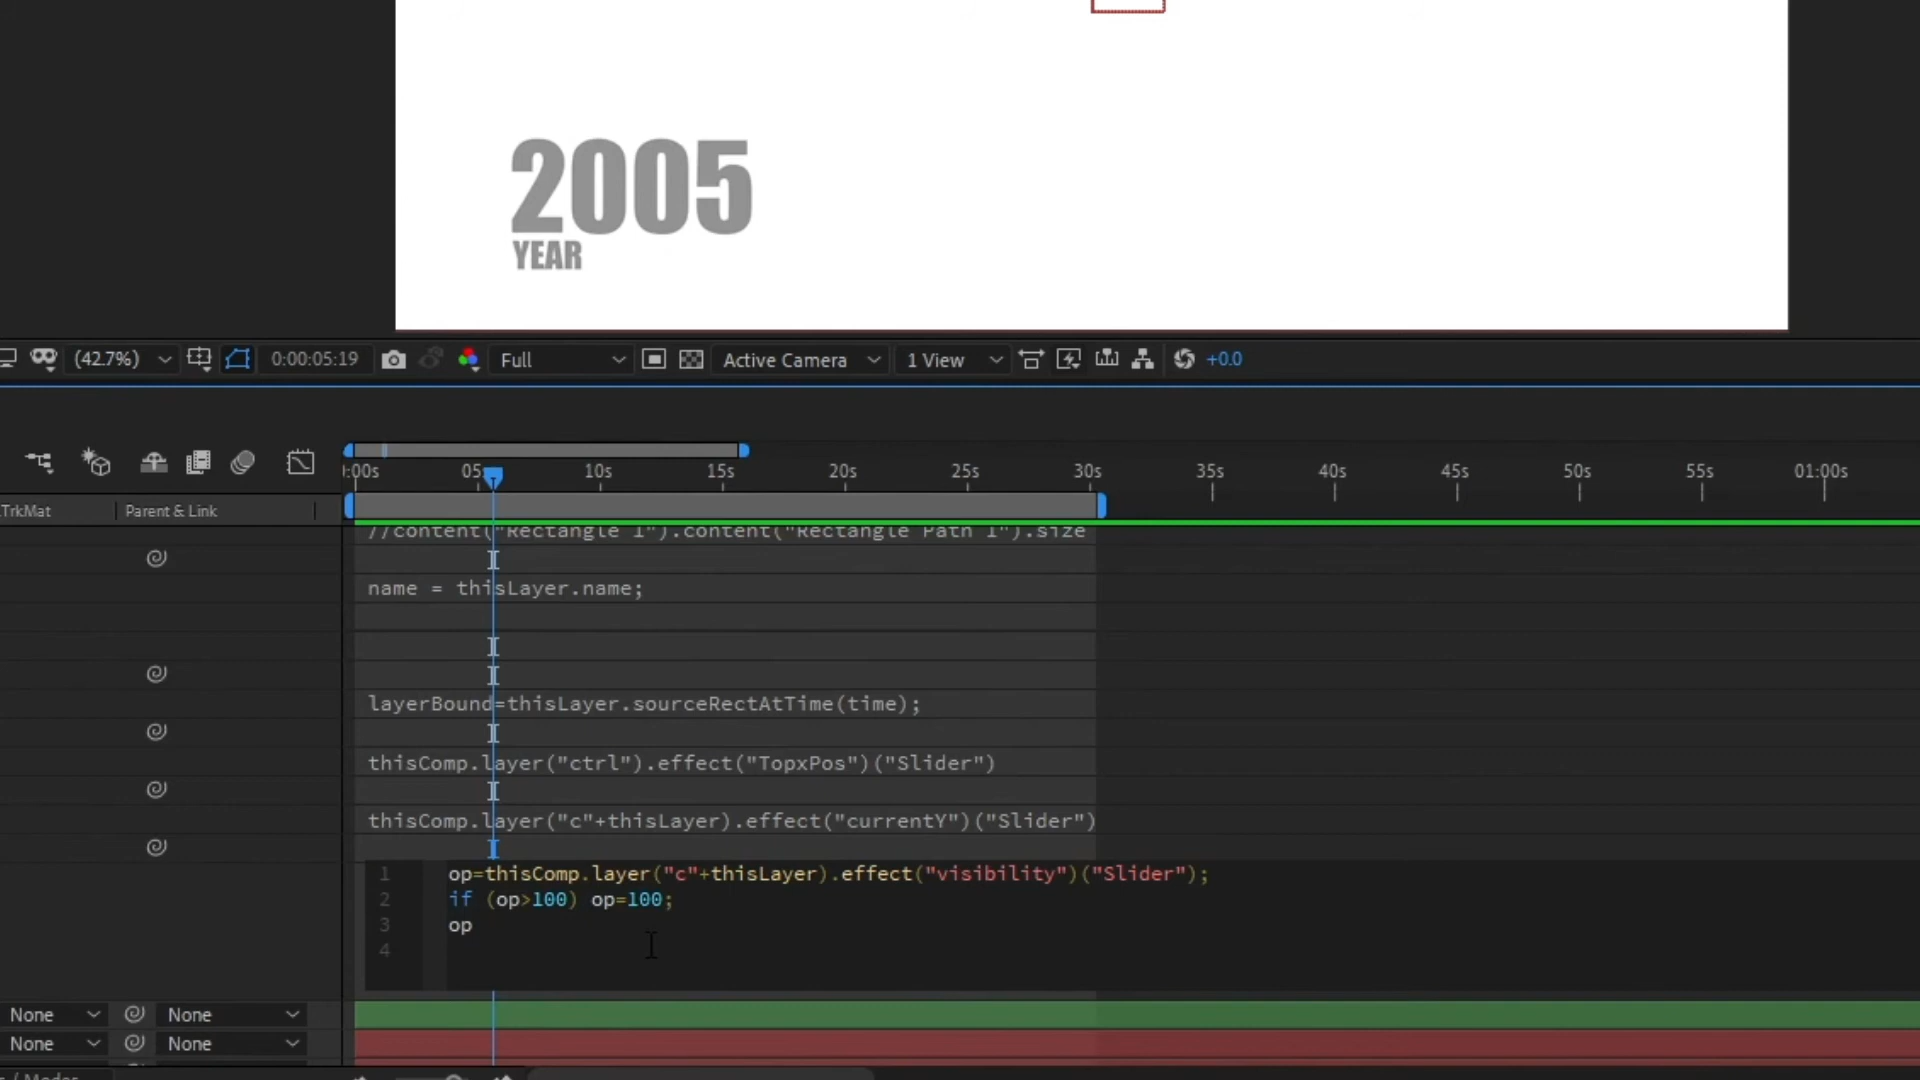 2005
YEAR
(42.7%) 0:00:05:19 Full Active Camera 1 View +0.0
:00s 05s 10s 15s 20s 25s 30s 35s 40s 45s 50s 55s 01:00s
TrkMat Parent & Link
//content("Rectangle 1").content("Rectangle Path 1").size
name = thisLayer.name;
layerBound=thisLayer.sourceRectAtTime(time);
thisComp.layer("ctrl").effect("TopxPos")("Slider")
thisComp.layer("c"+thisLayer).effect("currentY")("Slider")
1 op=thisComp.layer("c"+thisLayer).effect("visibility")("Slider");
2 if (op>100) op=100;
3 op
4
None None
None None